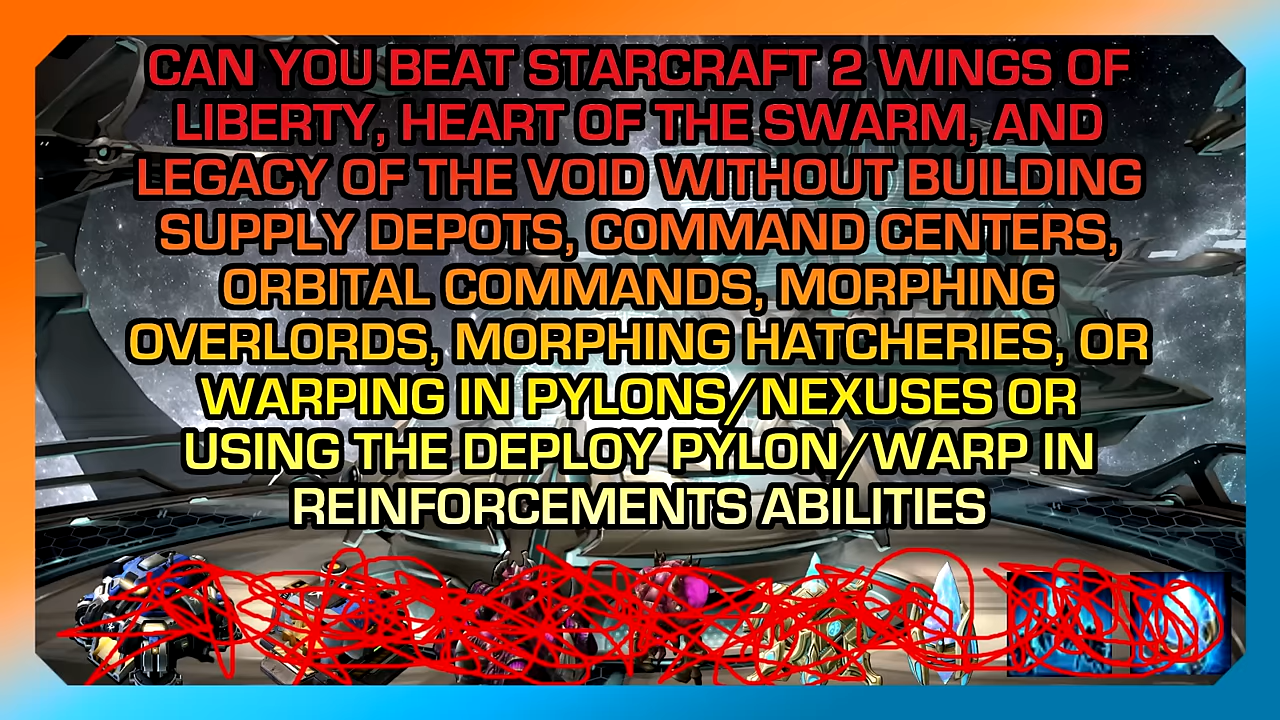 CAN YOU BEAT STARCRAFT 2 WINGS OF
LIBERTY, HEART OF THE SWARM, AND
LEGACY OF THE VOID WITHOUT BUILDING
SUPPLY DEPOTS, COMMAND CENTERS,
ORBITAL COMMANDS, MORPHING
OVERLORDS, MORPHING HATCHERIES, OR
WARPING IN PYLONS/NEXUSES OR
USING THE DEPLOY PYLON/WARP IN
REINFORCEMENTS ABILITIES